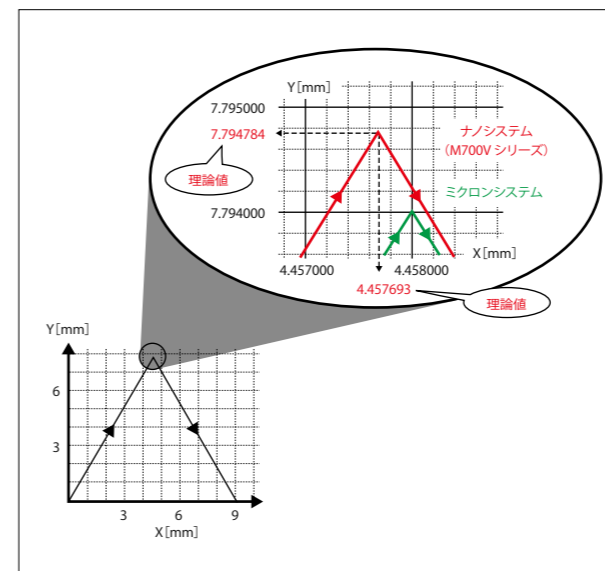 Y[mm]
7.795000
7.794784
理論値
7.794000
ナノシステム
（M700V シリーズ）
ミクロンシステム
X[mm]
4.457000
4.458000
4.457693
理論値
Y[mm]
6
3
3
6
9
X[mm]